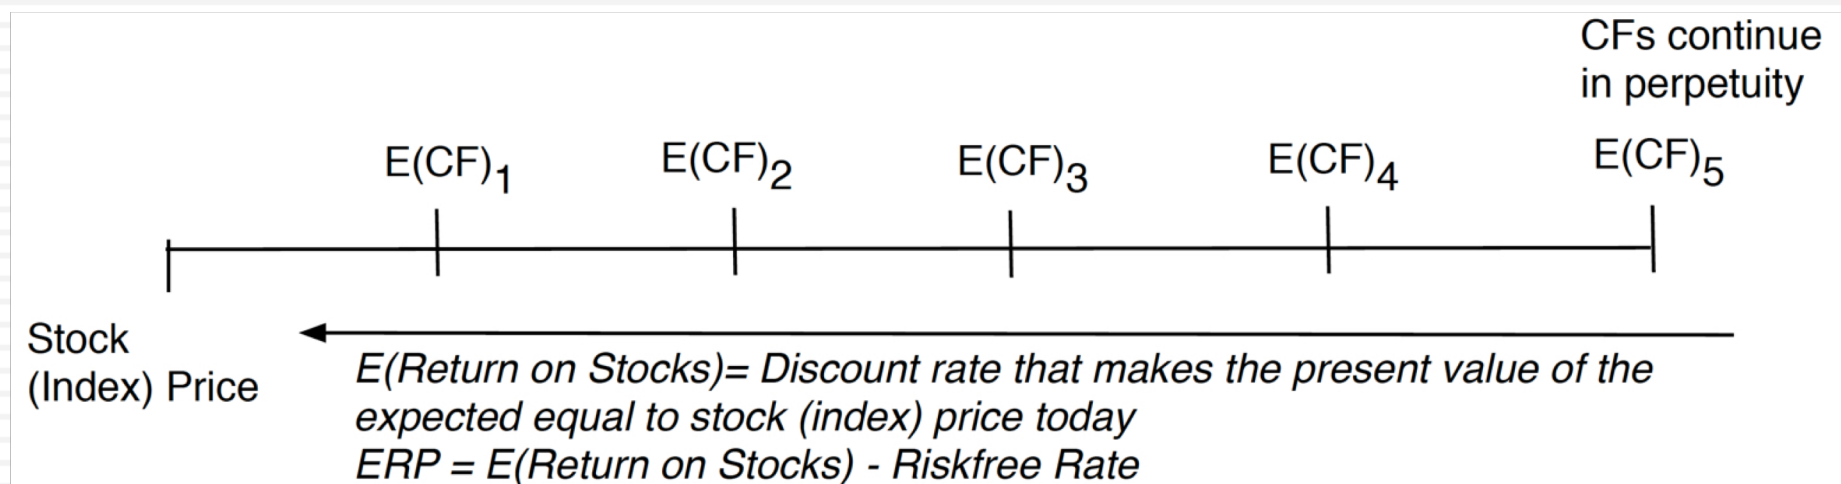 CFs continue
in perpetuity
E(CF)1
E(CF)2
E(CF)3
E(CF)4
E(CF)5
Stock
(Index) Price
E(Return on Stocks)= Discount rate that makes the present value of the
expected equal to stock (index) price today
ERP = E(Return on Stocks) - Riskfree Rate